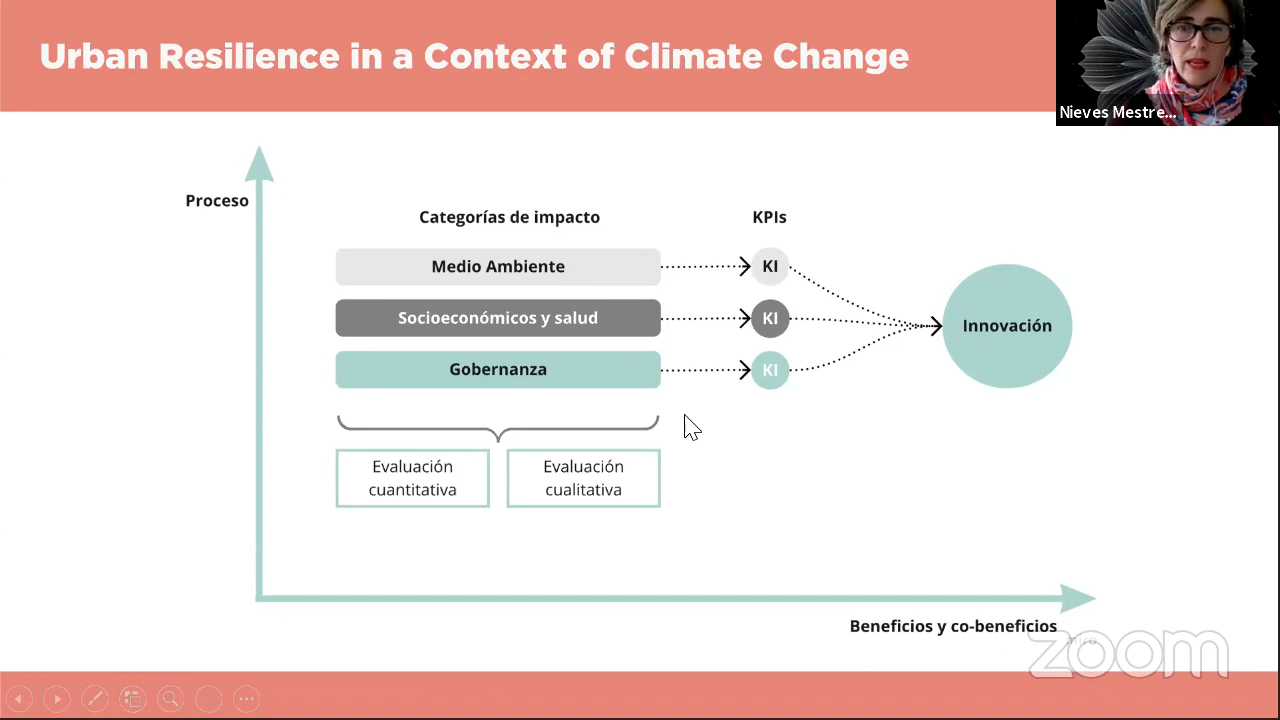 Urban Resilience in a Context of Climate Change
Nieves Mestre...
Proceso
Categorías de impacto
KPIs
Medio Ambiente
KI
Socioeconómicos y salud
KI
Innovación
Gobernanza
KI
Evaluación
cuantitativa
Evaluación
cualitativa
Beneficios y co-beneficios
miro
zoom